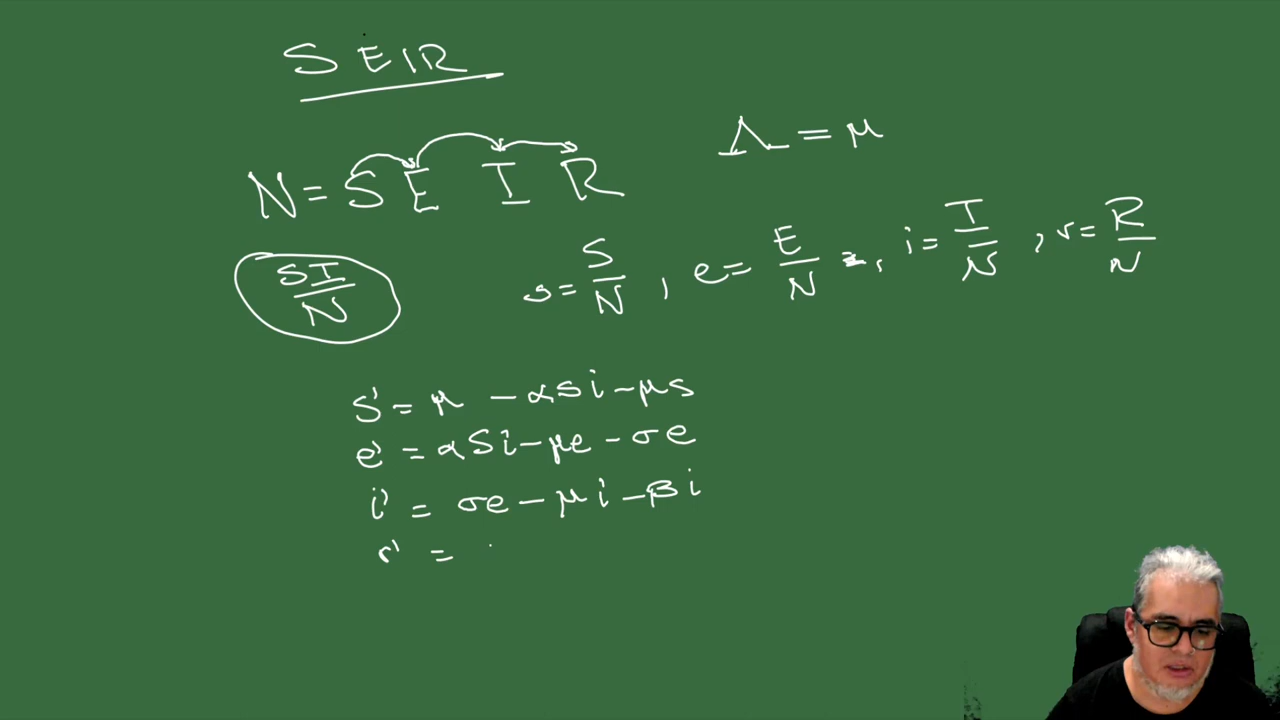 SEIR
Λ = μ
N = S E I R
SI/N
s = S/N , e = E/N , i = I/N , r = R/N
s' = μ - αsi - μs
e' = αsi - μe - σe
i' = σe - μi - βi
r' =